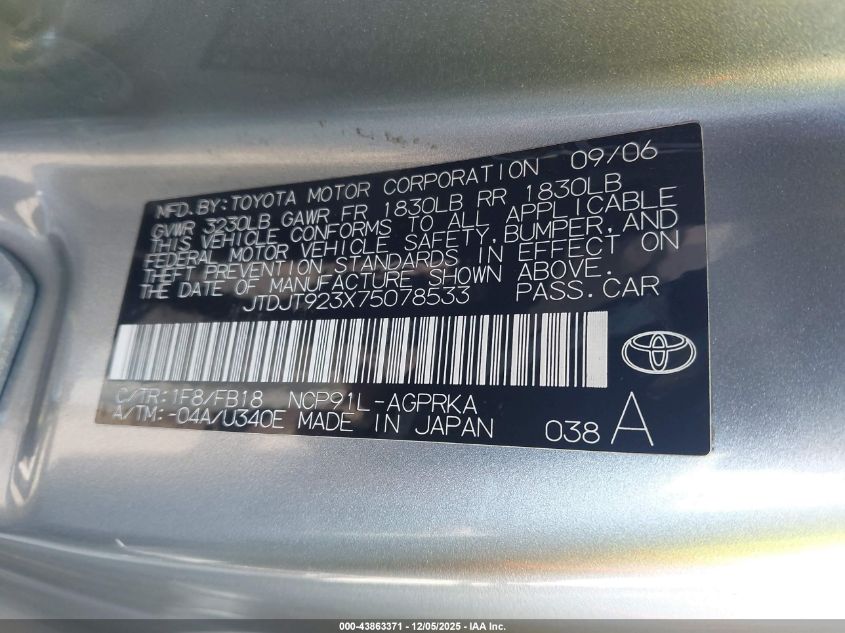 MFD. BY: TOYOTA MOTOR CORPORATION 09/06
GVWR 3230LB GAWR FR 1830LB RR 1830LB
THIS VEHICLE CONFORMS TO ALL APPLICABLE
FEDERAL MOTOR VEHICLE SAFETY, BUMPER, AND
THEFT PREVENTION STANDARDS IN EFFECT ON
THE DATE OF MANUFACTURE SHOWN ABOVE.
JTDJT923X75078533 PASS. CAR
C/TR: 1F8/FB18 NCP91L-AGPRKA
A/TM: -04A/U340E MADE IN JAPAN 038 A
000-43863371 - 12/05/2025 - IAA Inc.